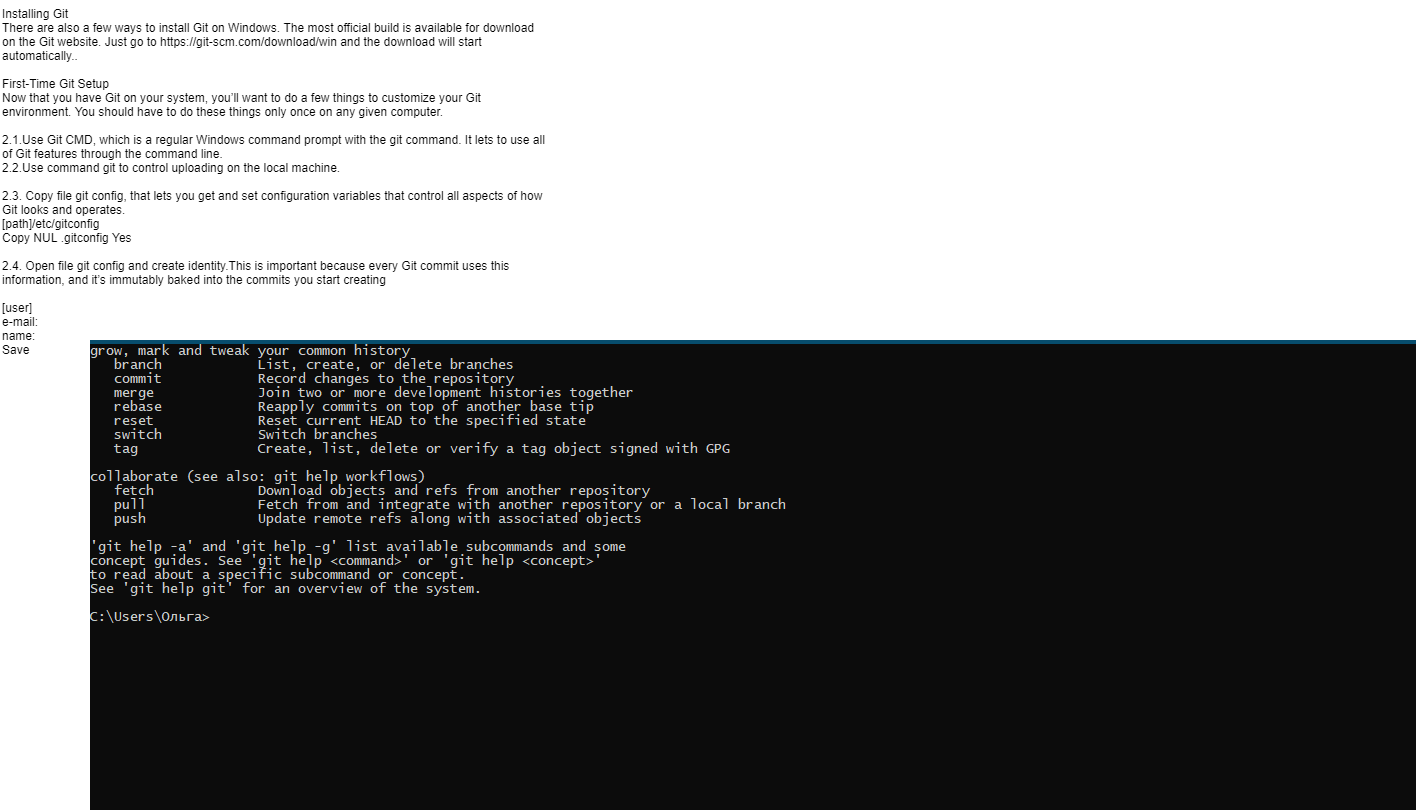 Installing Git
There are also a few ways to install Git on Windows. The most official build is available for download
on the Git website. Just go to https://git-scm.com/download/win and the download will start
automatically..
First-Time Git Setup
Now that you have Git on your system, you'll want to do a few things to customize your Git
environment. You should have to do these things only once on any given computer.
2.1.Use Git CMD, which is a regular Windows command prompt with the git command. It lets to use all
of Git features through the command line.
2.2.Use command git to control uploading on the local machine.
2.3. Copy file git config, that lets you get and set configuration variables that control all aspects of how
Git looks and operates.
[path]/etc/gitconfig
Copy NUL .gitconfig Yes
2.4. Open file git config and create identity.This is important because every Git commit uses this
information, and it's immutably baked into the commits you start creating
[user]
e-mail:
name:
Save
grow, mark and tweak your common history
branch List, create, or delete branches
commit Record changes to the repository
merge Join two or more development histories together
rebase Reapply commits on top of another base tip
reset Reset current HEAD to the specified state
switch Switch branches
tag Create, list, delete or verify a tag object signed with GPG
collaborate (see also: git help workflows)
fetch Download objects and refs from another repository
pull Fetch from and integrate with another repository or a local branch
push Update remote refs along with associated objects
'git help -a' and 'git help -g' list available subcommands and some
concept guides. See 'git help <command>' or 'git help <concept>'
to read about a specific subcommand or concept.
See 'git help git' for an overview of the system.
C:\Users\Ольга>